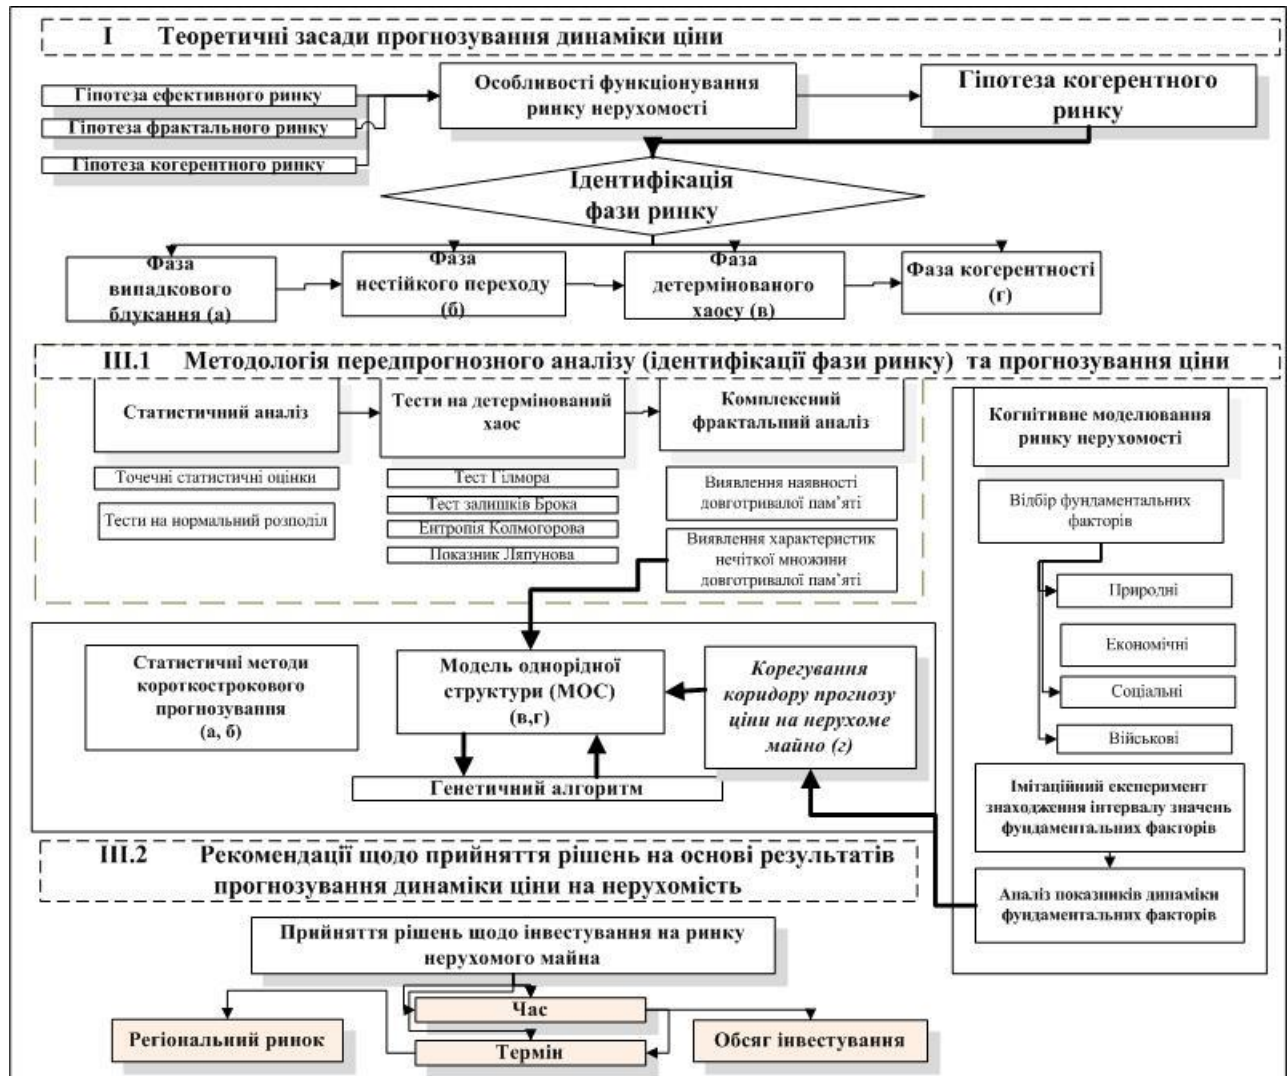 I Теоретичні засади прогнозування динаміки ціни
Гіпотеза ефективного ринку
Гіпотеза фрактального ринку
Гіпотеза когерентного ринку
Особливості функціонування
ринку нерухомості
Гіпотеза когерентного
ринку
Ідентифікація
фази ринку
Фаза
випадкового
блукання (а)
Фаза
нестійкого переходу
(б)
Фаза
детермінованого
хаосу (в)
Фаза когерентності
(г)
III.1 Методологія передпрогнозного аналізу (ідентифікації фази ринку) та прогнозування ціни
Статистичний аналіз
Точечні статистичні оцінки
Тести на нормальний розподіл
Тести на детермінований
хаос
Тест Гілмора
Тест залишків Брока
Ентропія Колмогорова
Показник Ляпунова
Комплексний
фрактальний аналіз
Виявлення наявності
довготривалої пам’яті
Виявлення характеристик
нечіткої множини
довготривалої пам’яті
Когнітивне моделювання
ринку нерухомості
Відбір фундаментальних
факторів
Природні
Економічні
Соціальні
Військові
Імітаційний експеримент
знаходження інтервалу значень
фундаментальних факторів
Аналіз показників динаміки
фундаментальних факторів
Статистичні методи
короткострокового
прогнозування
(а, б)
Модель однорідної
структури (МОС)
(в,г)
Корегування
коридору прогнозу
ціни на нерухоме
майно (г)
Генетичний алгоритм
III.2 Рекомендації щодо прийняття рішень на основі результатів
прогнозування динаміки ціни на нерухомість
Прийняття рішень щодо інвестування на ринку
нерухомого майна
Час
Регіональний ринок
Термін
Обсяг інвестування